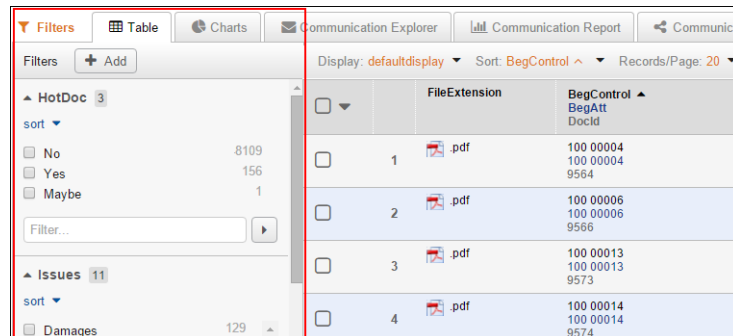 Filters Table Charts Communication Explorer Communication Report Communic
Filters + Add Display: defaultdisplay Sort: BegControl Records/Page: 20
HotDoc 3
sort
No 8109
Yes 156
Maybe 1
Filter...
Issues 11
sort
Damages 129
FileExtension BegControl
BegAtt
DocId
1 .pdf 100 00004
100 00004
9564
2 .pdf 100 00006
100 00006
9566
3 .pdf 100 00013
100 00013
9573
4 .pdf 100 00014
100 00014
9574